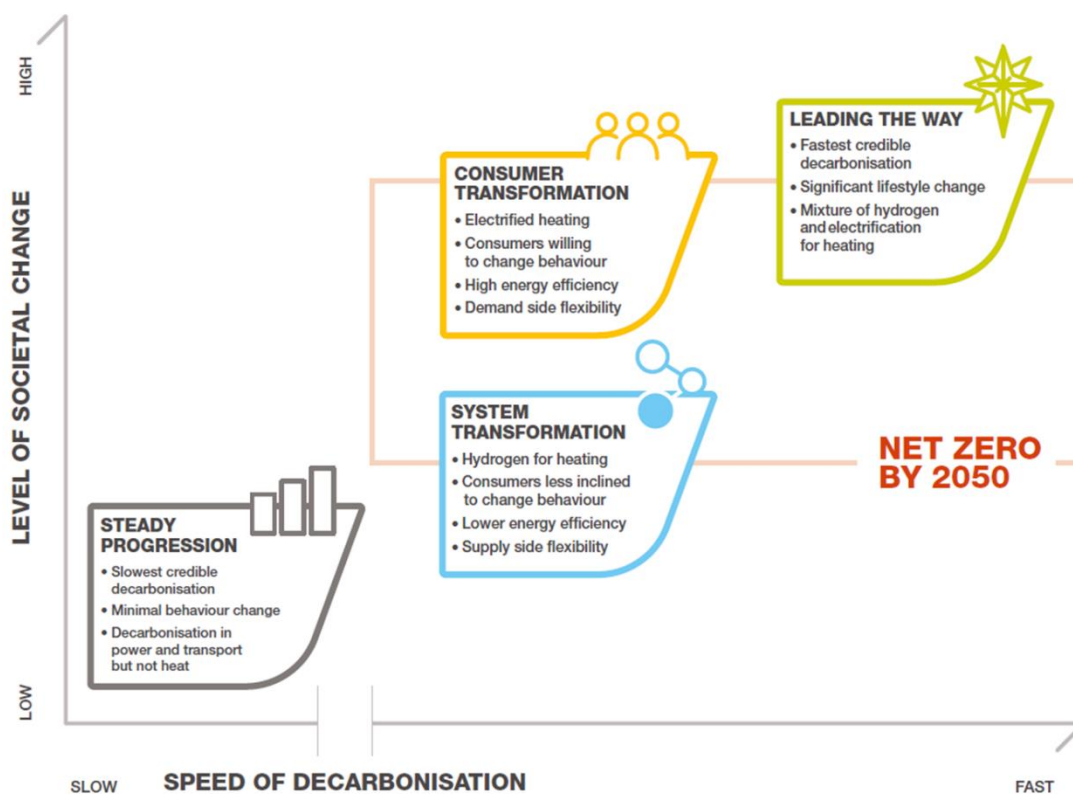 HIGH
LEVEL OF SOCIETAL CHANGE
LOW
LEADING THE WAY
• Fastest credible
decarbonisation
• Significant lifestyle change
• Mixture of hydrogen
and electrification
for heating
CONSUMER
TRANSFORMATION
• Electrified heating
• Consumers willing
to change behaviour
• High energy efficiency
• Demand side flexibility
SYSTEM
TRANSFORMATION
• Hydrogen for heating
• Consumers less inclined
to change behaviour
• Lower energy efficiency
• Supply side flexibility
NET ZERO
BY 2050
STEADY
PROGRESSION
• Slowest credible
decarbonisation
• Minimal behaviour change
• Decarbonisation in
power and transport
but not heat
SLOW
SPEED OF DECARBONISATION
FAST